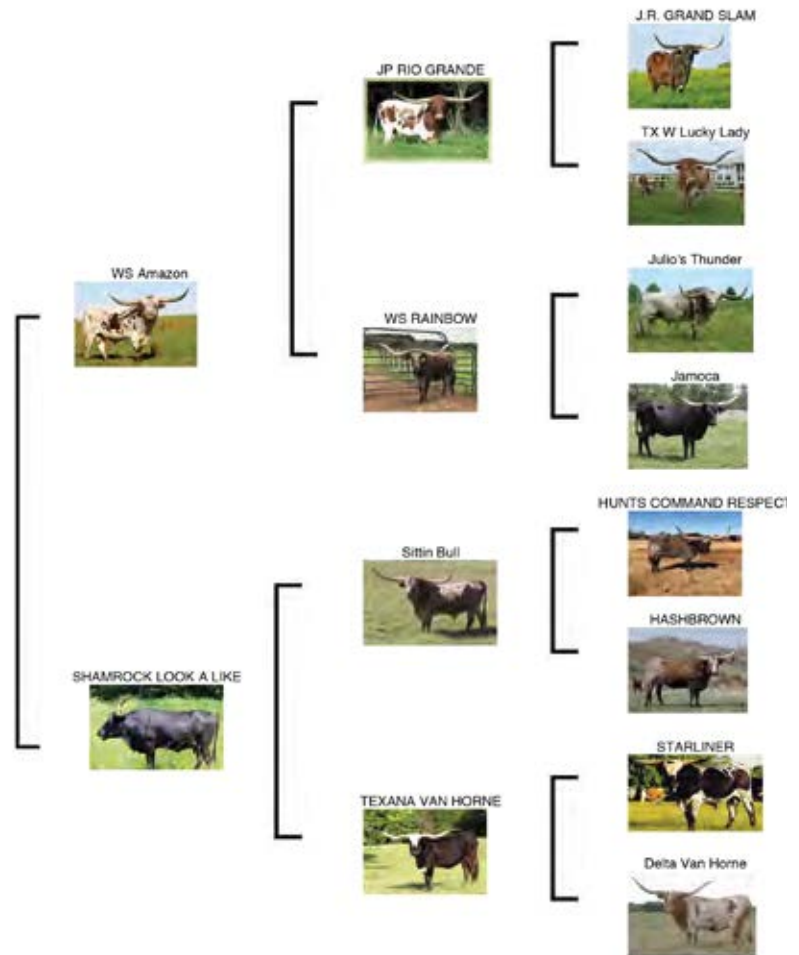 J.R. GRAND SLAM
JP RIO GRANDE
TX W Lucky Lady
WS Amazon
Julio's Thunder
WS RAINBOW
Jamoca
HUNTS COMMAND RESPECT
Sittin Bull
HASHBROWN
SHAMROCK LOOK A LIKE
STARLINER
TEXANA VAN HORNE
Delta Van Horne